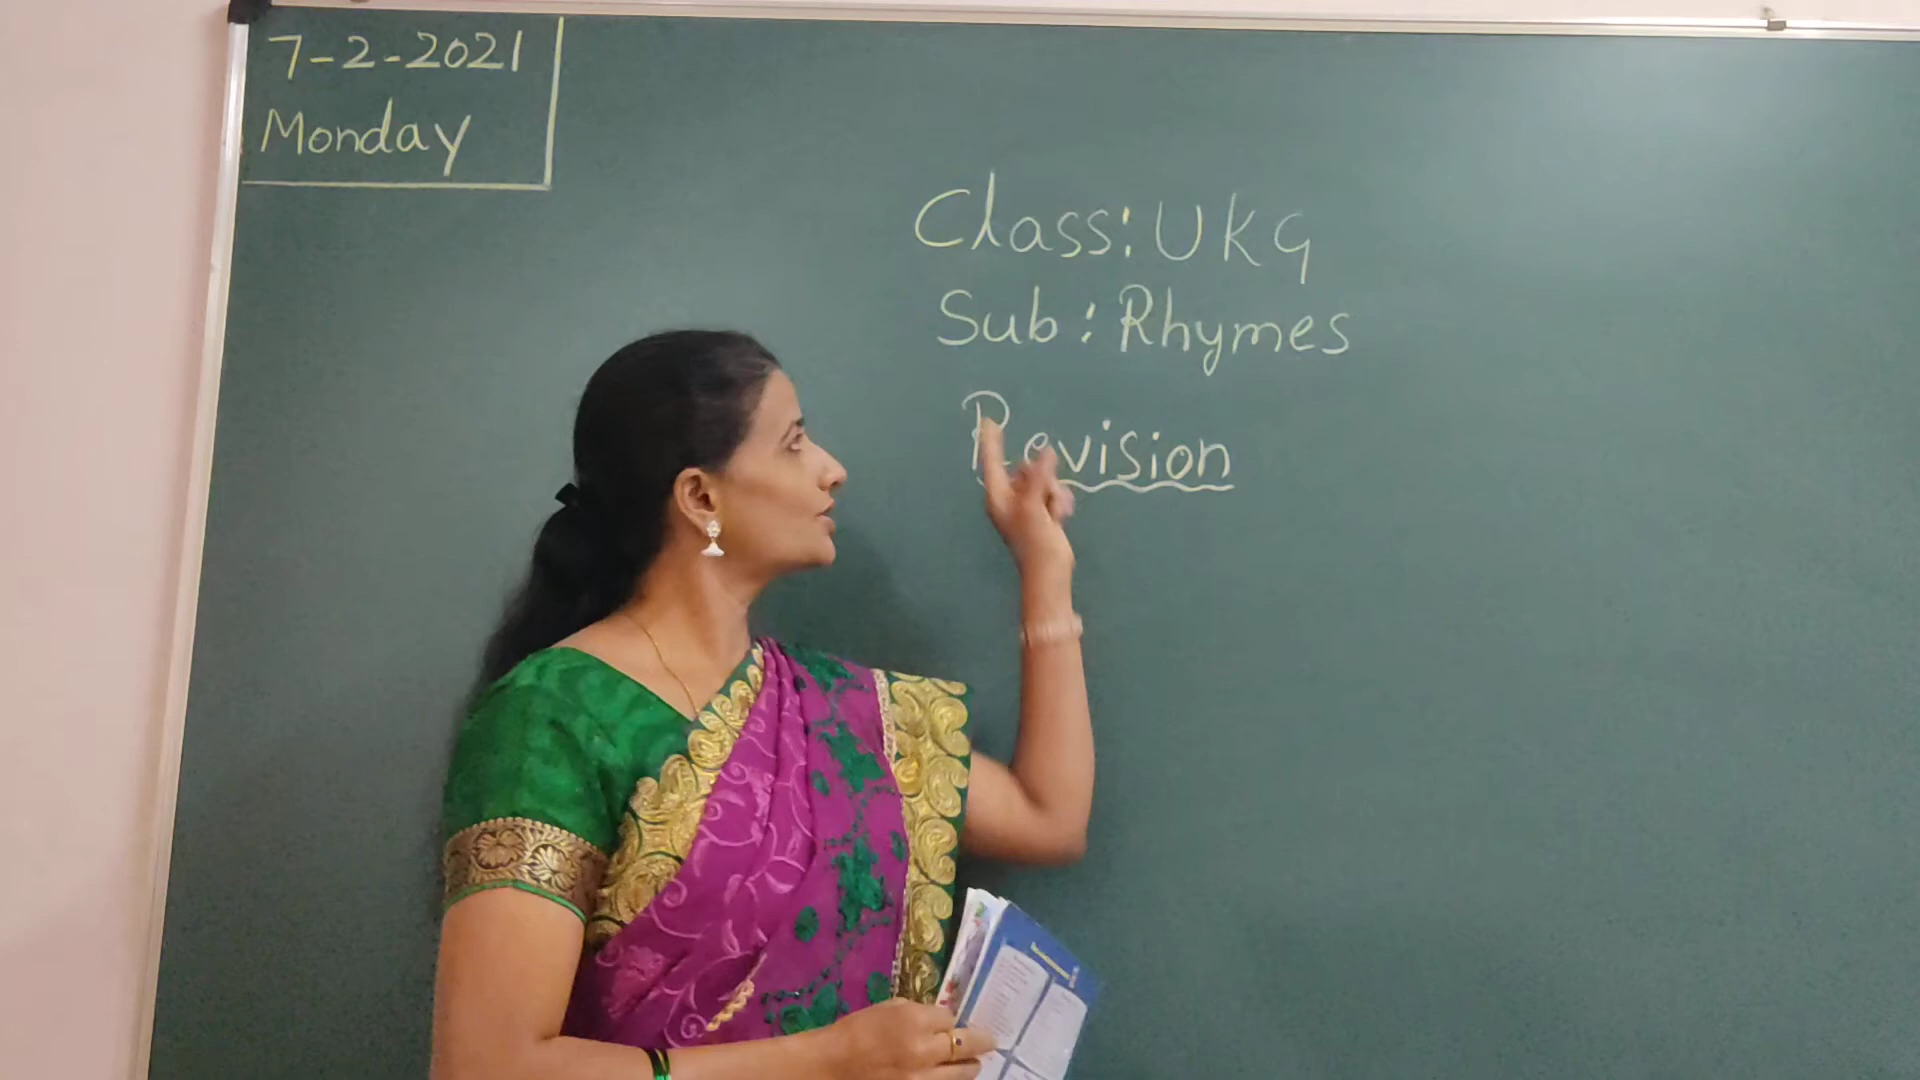 7-2-2021
Monday
Class: UKG
Sub: Rhymes
Revision